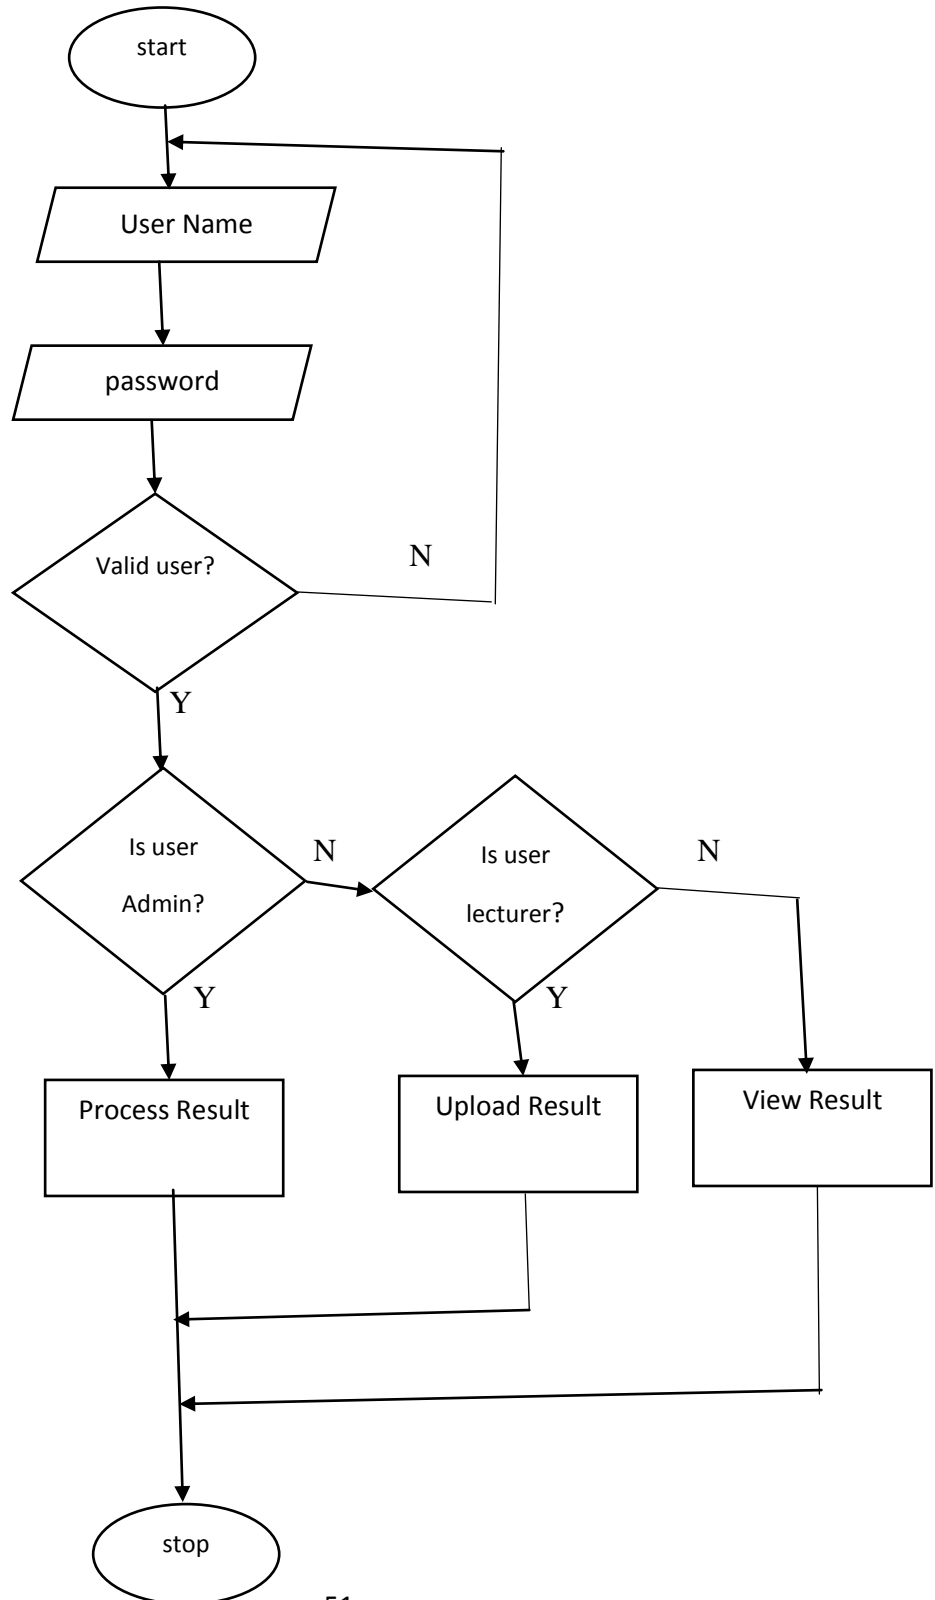 start
User Name
password
Valid user?
N
Y
Is user
Admin?
N
Is user
lecturer?
N
Y
Y
Process Result
Upload Result
View Result
stop
51